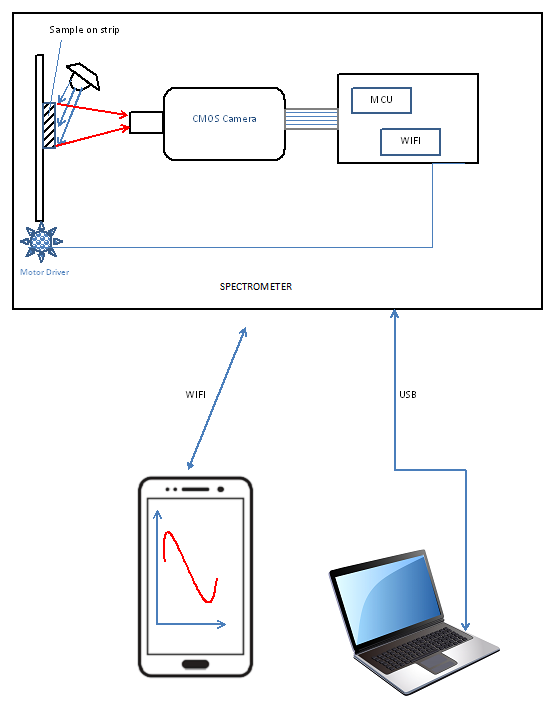 Sample on strip
CMOS Camera
MCU
WIFI
Motor Driver
SPECTROMETER
WIFI
USB